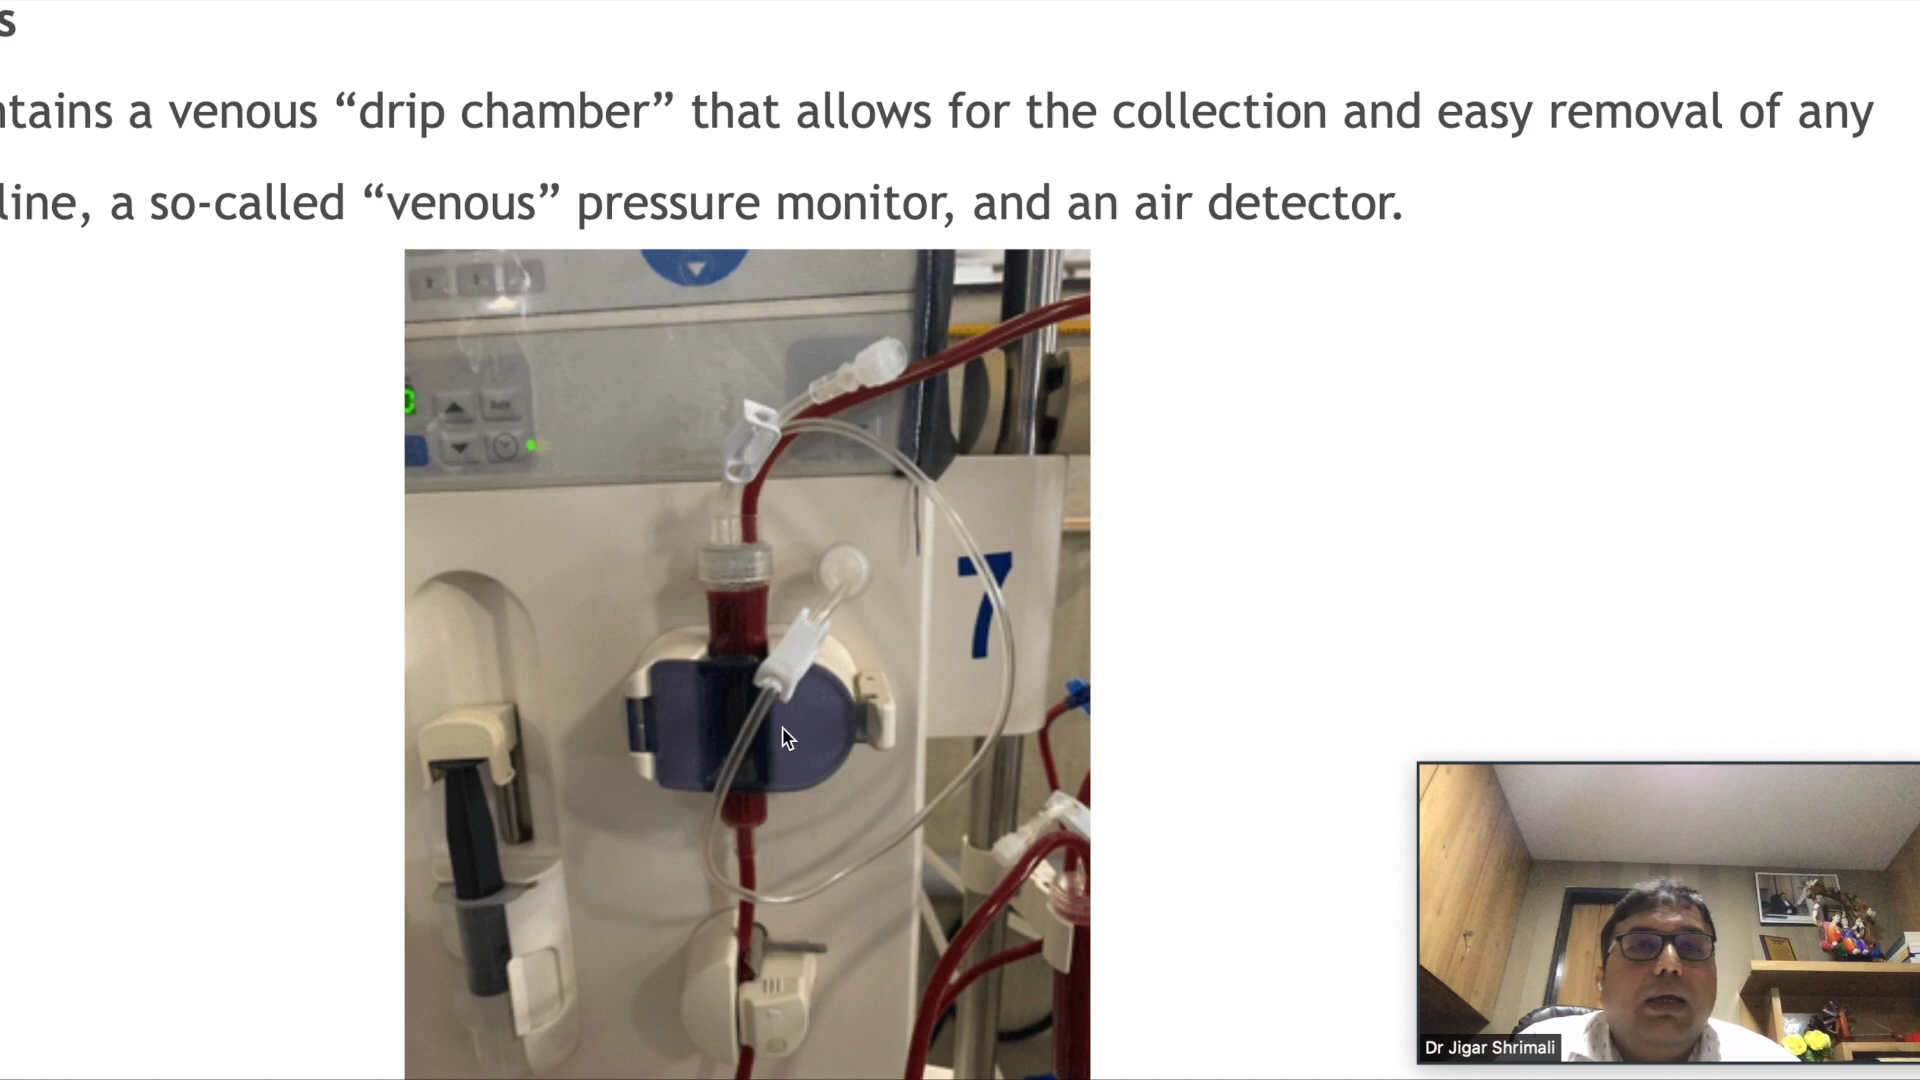 s
ntains a venous “drip chamber” that allows for the collection and easy removal of any
line, a so-called “venous” pressure monitor, and an air detector.
7
Dr Jigar Shrimali